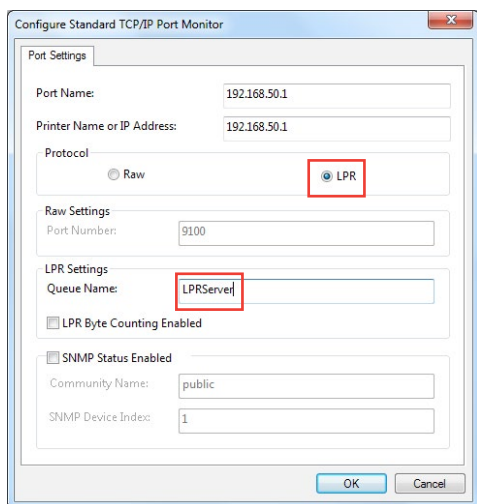 Configure Standard TCP/IP Port Monitor
Port Settings
Port Name: 192.168.50.1
Printer Name or IP Address: 192.168.50.1
Protocol
Raw LPR
Raw Settings
Port Number: 9100
LPR Settings
Queue Name: LPRServer
LPR Byte Counting Enabled
SNMP Status Enabled
Community Name: public
SNMP Device Index: 1
OK Cancel